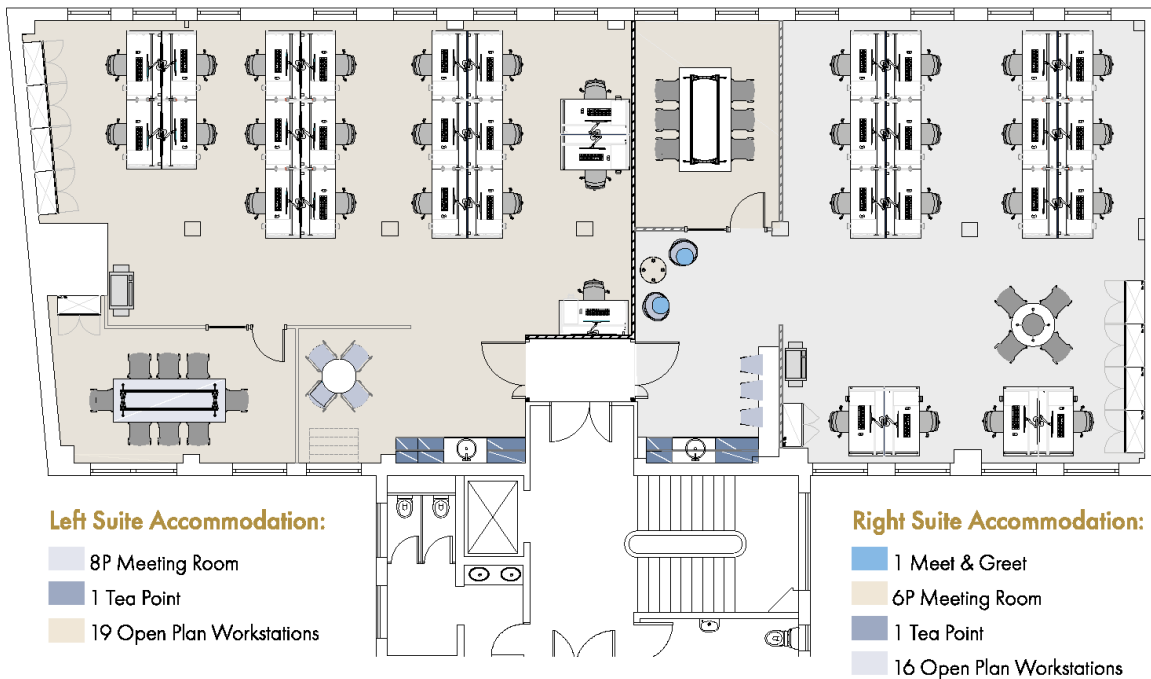 Left Suite Accommodation:
8P Meeting Room
1 Tea Point
19 Open Plan Workstations
Right Suite Accommodation:
1 Meet & Greet
6P Meeting Room
1 Tea Point
16 Open Plan Workstations